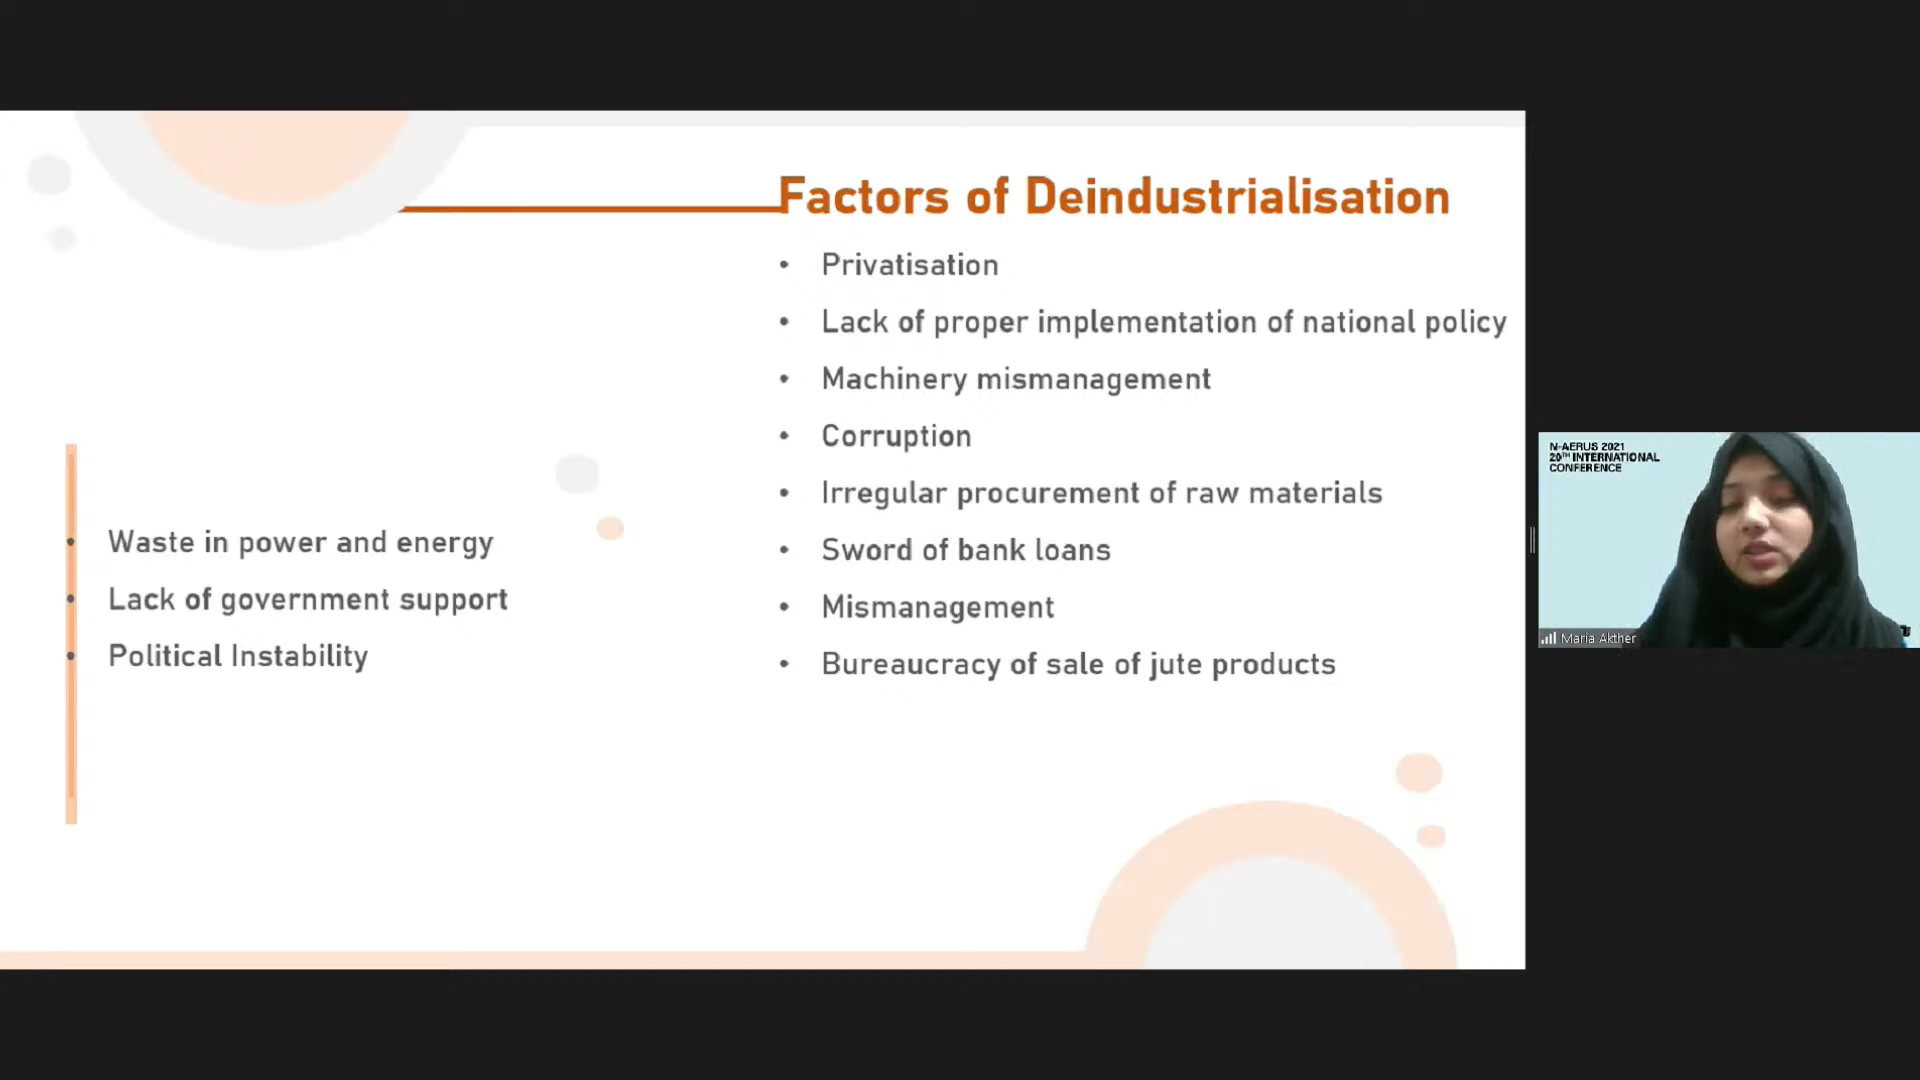 Factors of Deindustrialisation
• Privatisation
• Lack of proper implementation of national policy
• Machinery mismanagement
• Corruption
• Irregular procurement of raw materials
• Sword of bank loans
• Mismanagement
• Bureaucracy of sale of jute products
• Waste in power and energy
• Lack of government support
• Political Instability
N-AERUS 2021
20TH INTERNATIONAL
CONFERENCE
Maria Akther